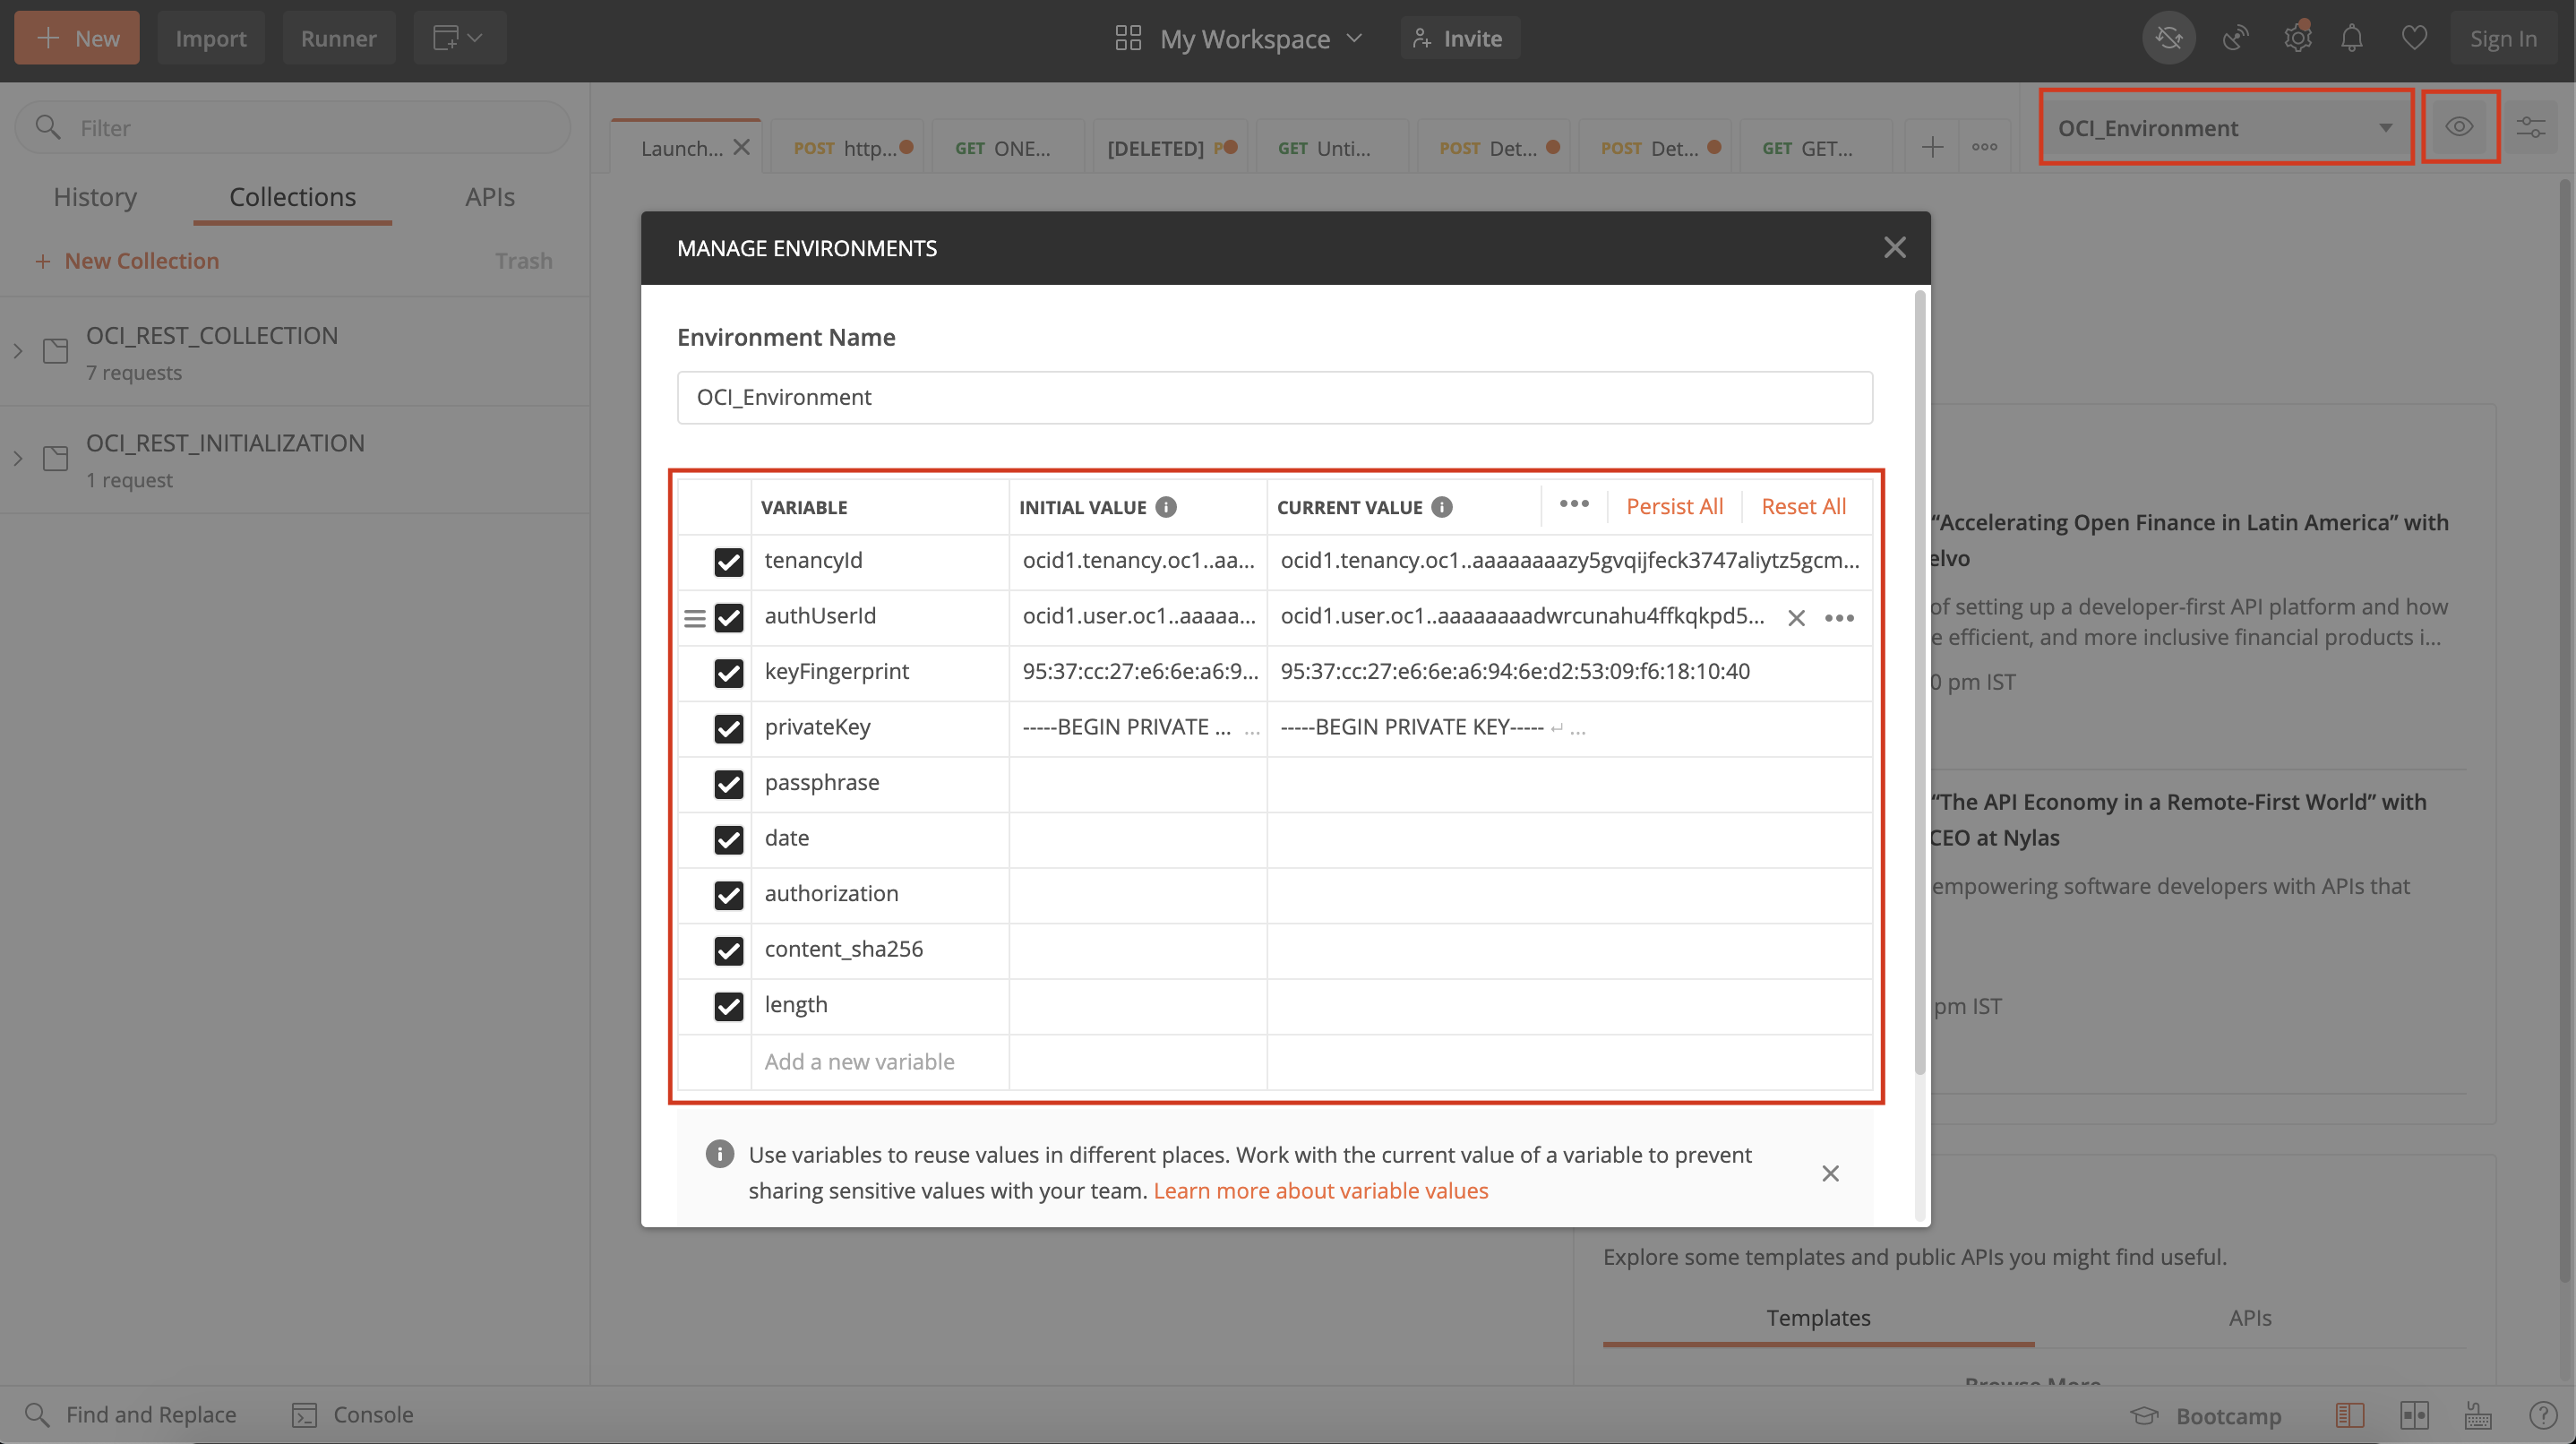 New
Import
Runner
My Workspace
Invite
Sign In
Filter
Launch...
POST http...
GET ONE...
[DELETED] P
GET Unti...
POST Det...
POST Det...
GET GET...
OCI_Environment
History
Collections
APIs
+ New Collection
Trash
OCI_REST_COLLECTION
7 requests
OCI_REST_INITIALIZATION
1 request
MANAGE ENVIRONMENTS
Environment Name
OCI_Environment
VARIABLE
INITIAL VALUE
CURRENT VALUE
Persist All
Reset All
tenancyId
ocid1.tenancy.oc1..aa...
ocid1.tenancy.oc1..aaaaaaaazy5gvqijfeck3747aliytz5gcm...
authUserId
ocid1.user.oc1..aaaaa...
ocid1.user.oc1..aaaaaaaadwrcunahu4ffkqkpd5...
keyFingerprint
95:37:cc:27:e6:6e:a6:9...
95:37:cc:27:e6:6e:a6:94:6e:d2:53:09:f6:18:10:40
privateKey
-----BEGIN PRIVATE ... ...
-----BEGIN PRIVATE KEY----- ↵ ...
passphrase
date
authorization
content_sha256
length
Add a new variable
Use variables to reuse values in different places. Work with the current value of a variable to prevent
sharing sensitive values with your team. Learn more about variable values
“Accelerating Open Finance in Latin America” with
elvo
of setting up a developer-first API platform and how
e efficient, and more inclusive financial products i...
0 pm IST
“The API Economy in a Remote-First World” with
CEO at Nylas
empowering software developers with APIs that
pm IST
Explore some templates and public APIs you might find useful.
Templates
APIs
Browse More
Find and Replace
Console
Bootcamp